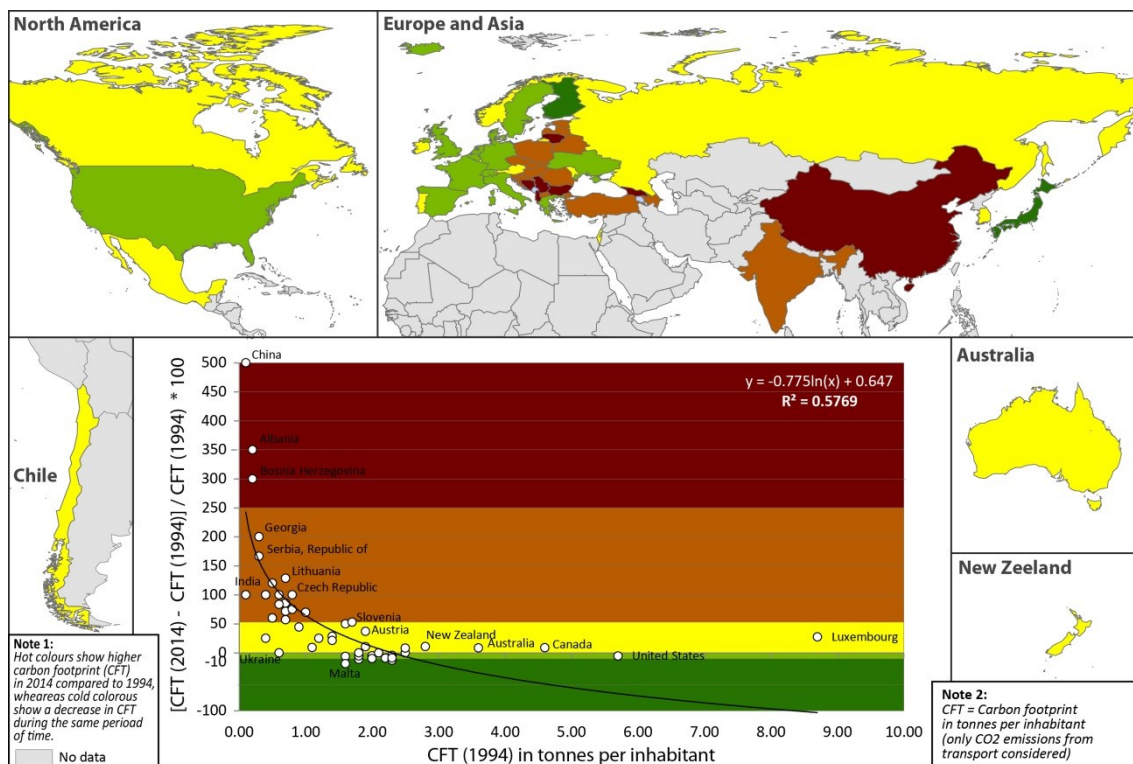 North America
Europe and Asia
Chile
Australia
New Zeeland
[CFT (2014) - CFT (1994)] / CFT (1994) * 100
500
450
400
350
300
250
200
150
100
50
0
-10
-100
China
Albania
Bosnia Herzegovina
Georgia
Serbia, Republic of
Lithuania
India
Czech Republic
Slovenia
Austria
New Zealand
Australia
Canada
Luxembourg
United States
Ukraine
Malta
y = -0.775ln(x) + 0.647
R² = 0.5769
0.00 1.00 2.00 3.00 4.00 5.00 6.00 7.00 8.00 9.00 10.00
CFT (1994) in tonnes per inhabitant
Note 1:
Hot colours show higher
carbon footprint (CFT)
in 2014 compared to 1994,
wheareas cold colorous
show a decrease in CFT
during the same perioad
of time.
No data
Note 2:
CFT = Carbon footprint
in tonnes per inhabitant
(only CO2 emissions from
transport considered)